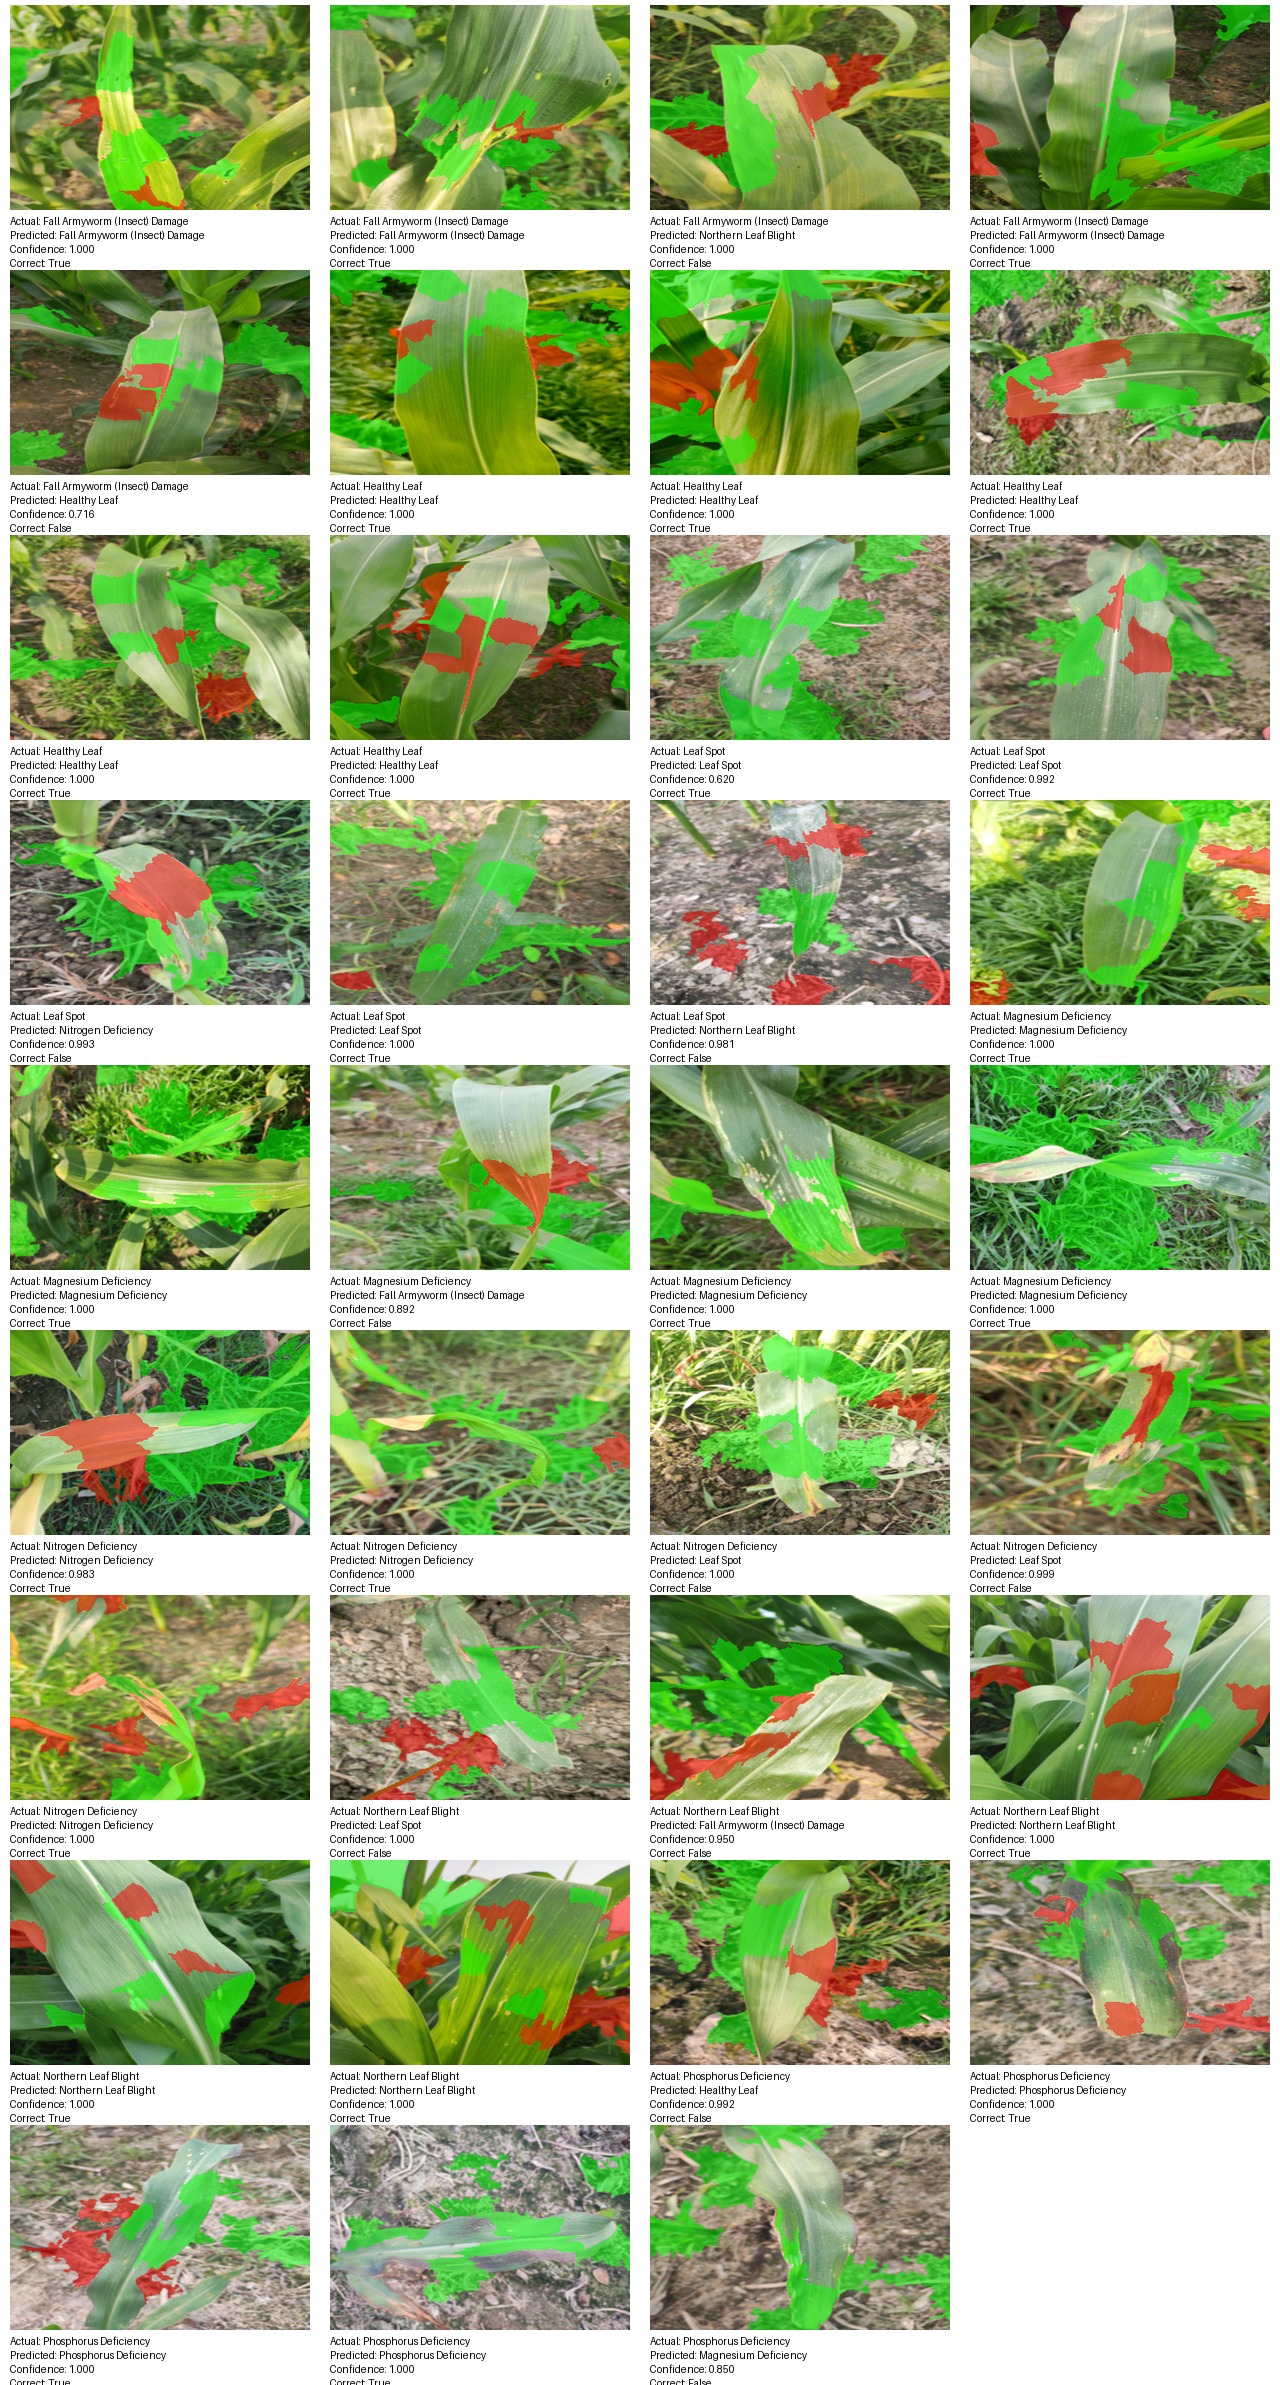 Actual: Fall Armyworm (Insect) Damage
Predicted: Fall Armyworm (Insect) Damage
Confidence: 1.000
Correct: True
Actual: Fall Armyworm (Insect) Damage
Predicted: Fall Armyworm (Insect) Damage
Confidence: 1.000
Correct: True
Actual: Fall Armyworm (Insect) Damage
Predicted: Northern Leaf Blight
Confidence: 1.000
Correct: False
Actual: Fall Armyworm (Insect) Damage
Predicted: Fall Armyworm (Insect) Damage
Confidence: 1.000
Correct: True
Actual: Fall Armyworm (Insect) Damage
Predicted: Healthy Leaf
Confidence: 0.716
Correct: False
Actual: Healthy Leaf
Predicted: Healthy Leaf
Confidence: 1.000
Correct: True
Actual: Healthy Leaf
Predicted: Healthy Leaf
Confidence: 1.000
Correct: True
Actual: Healthy Leaf
Predicted: Healthy Leaf
Confidence: 1.000
Correct: True
Actual: Healthy Leaf
Predicted: Healthy Leaf
Confidence: 1.000
Correct: True
Actual: Healthy Leaf
Predicted: Healthy Leaf
Confidence: 1.000
Correct: True
Actual: Leaf Spot
Predicted: Leaf Spot
Confidence: 0.620
Correct: True
Actual: Leaf Spot
Predicted: Leaf Spot
Confidence: 0.992
Correct: True
Actual: Leaf Spot
Predicted: Nitrogen Deficiency
Confidence: 0.993
Correct: False
Actual: Leaf Spot
Predicted: Leaf Spot
Confidence: 1.000
Correct: True
Actual: Leaf Spot
Predicted: Northern Leaf Blight
Confidence: 0.981
Correct: False
Actual: Magnesium Deficiency
Predicted: Magnesium Deficiency
Confidence: 1.000
Correct: True
Actual: Magnesium Deficiency
Predicted: Magnesium Deficiency
Confidence: 1.000
Correct: True
Actual: Magnesium Deficiency
Predicted: Fall Armyworm (Insect) Damage
Confidence: 0.892
Correct: False
Actual: Magnesium Deficiency
Predicted: Magnesium Deficiency
Confidence: 1.000
Correct: True
Actual: Magnesium Deficiency
Predicted: Magnesium Deficiency
Confidence: 1.000
Correct: True
Actual: Nitrogen Deficiency
Predicted: Nitrogen Deficiency
Confidence: 0.983
Correct: True
Actual: Nitrogen Deficiency
Predicted: Nitrogen Deficiency
Confidence: 1.000
Correct: True
Actual: Nitrogen Deficiency
Predicted: Leaf Spot
Confidence: 1.000
Correct: False
Actual: Nitrogen Deficiency
Predicted: Leaf Spot
Confidence: 0.999
Correct: False
Actual: Nitrogen Deficiency
Predicted: Nitrogen Deficiency
Confidence: 1.000
Correct: True
Actual: Northern Leaf Blight
Predicted: Leaf Spot
Confidence: 1.000
Correct: False
Actual: Northern Leaf Blight
Predicted: Fall Armyworm (Insect) Damage
Confidence: 0.950
Correct: False
Actual: Northern Leaf Blight
Predicted: Northern Leaf Blight
Confidence: 1.000
Correct: True
Actual: Northern Leaf Blight
Predicted: Northern Leaf Blight
Confidence: 1.000
Correct: True
Actual: Northern Leaf Blight
Predicted: Northern Leaf Blight
Confidence: 1.000
Correct: True
Actual: Phosphorus Deficiency
Predicted: Healthy Leaf
Confidence: 0.992
Correct: False
Actual: Phosphorus Deficiency
Predicted: Phosphorus Deficiency
Confidence: 1.000
Correct: True
Actual: Phosphorus Deficiency
Predicted: Phosphorus Deficiency
Confidence: 1.000
Correct: True
Actual: Phosphorus Deficiency
Predicted: Phosphorus Deficiency
Confidence: 1.000
Correct: True
Actual: Phosphorus Deficiency
Predicted: Magnesium Deficiency
Confidence: 0.850
Correct: False